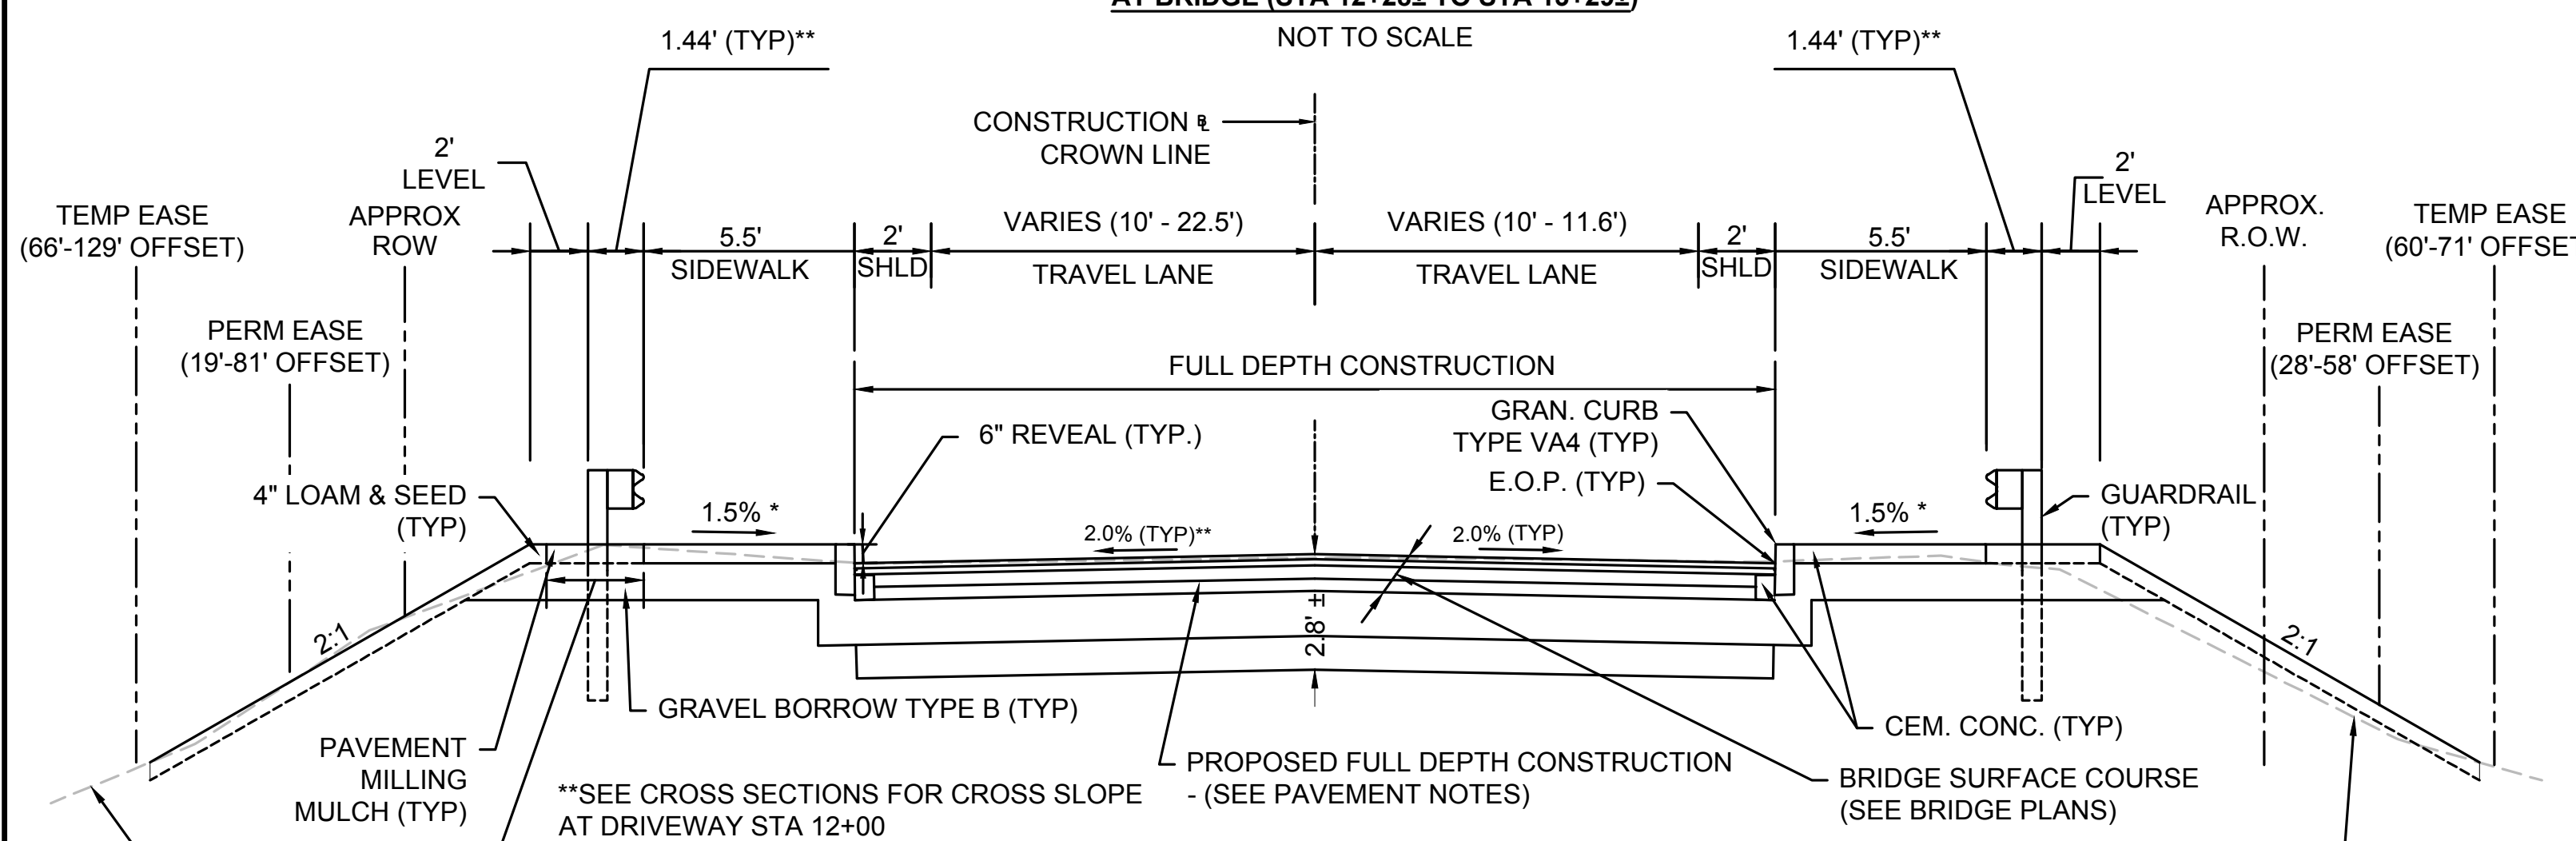 NOT TO SCALE
1.44' (TYP)**
1.44' (TYP)**
CONSTRUCTION ℄
CROWN LINE
2'
LEVEL
2'
LEVEL
TEMP EASE
(66'-129' OFFSET)
APPROX
ROW
5.5'
SIDEWALK
2'
SHLD
VARIES (10' - 22.5')
TRAVEL LANE
VARIES (10' - 11.6')
TRAVEL LANE
2'
SHLD
5.5'
SIDEWALK
APPROX.
R.O.W.
TEMP EASE
(60'-71' OFFSET
PERM EASE
(19'-81' OFFSET)
PERM EASE
(28'-58' OFFSET)
FULL DEPTH CONSTRUCTION
6" REVEAL (TYP.)
GRAN. CURB
TYPE VA4 (TYP)
E.O.P. (TYP)
4" LOAM & SEED
(TYP)
1.5% *
2.0% (TYP)**
2.0% (TYP)
1.5% *
GUARDRAIL
(TYP)
2:1
2.8' ±
2:1
GRAVEL BORROW TYPE B (TYP)
PAVEMENT
MILLING
MULCH (TYP)
CEM. CONC. (TYP)
PROPOSED FULL DEPTH CONSTRUCTION
- (SEE PAVEMENT NOTES)
BRIDGE SURFACE COURSE
(SEE BRIDGE PLANS)
**SEE CROSS SECTIONS FOR CROSS SLOPE
AT DRIVEWAY STA 12+00